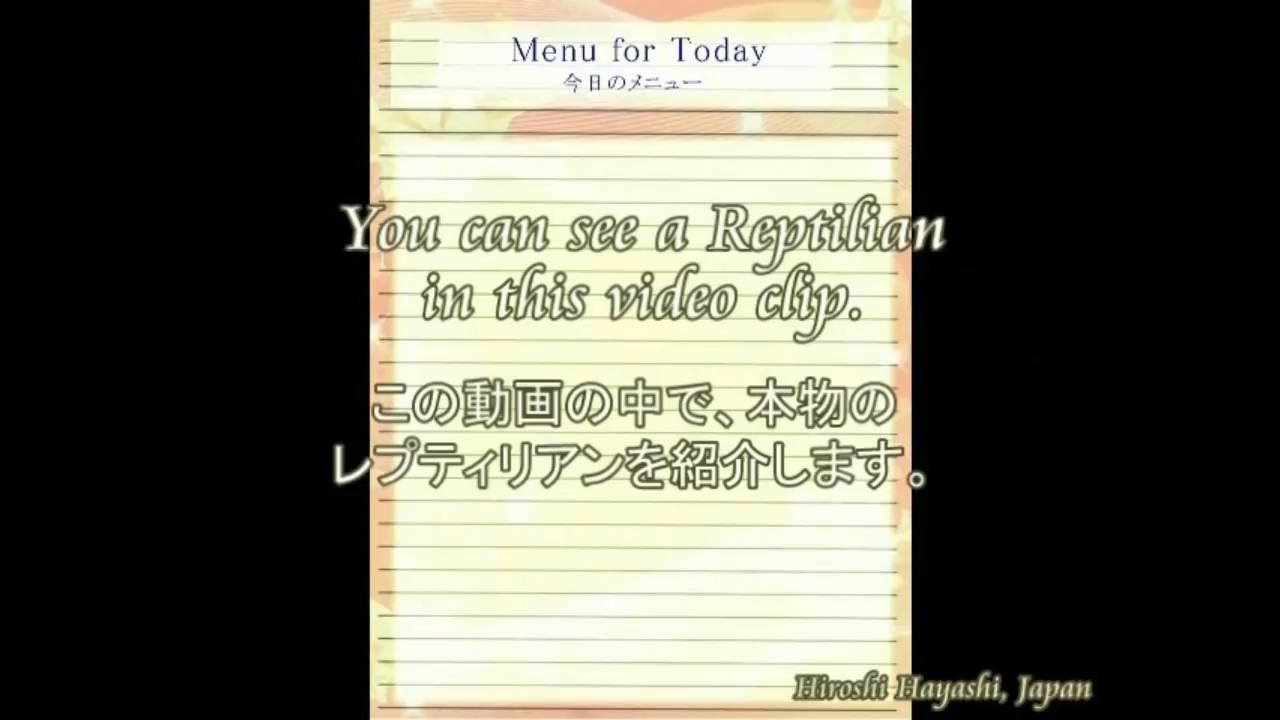 Menu for Today
今日のメニュー
You can see a Reptilian
in this video clip.
この動画の中で、本物の
レプティリアンを紹介します。
Hiroshi Hayashi, Japan